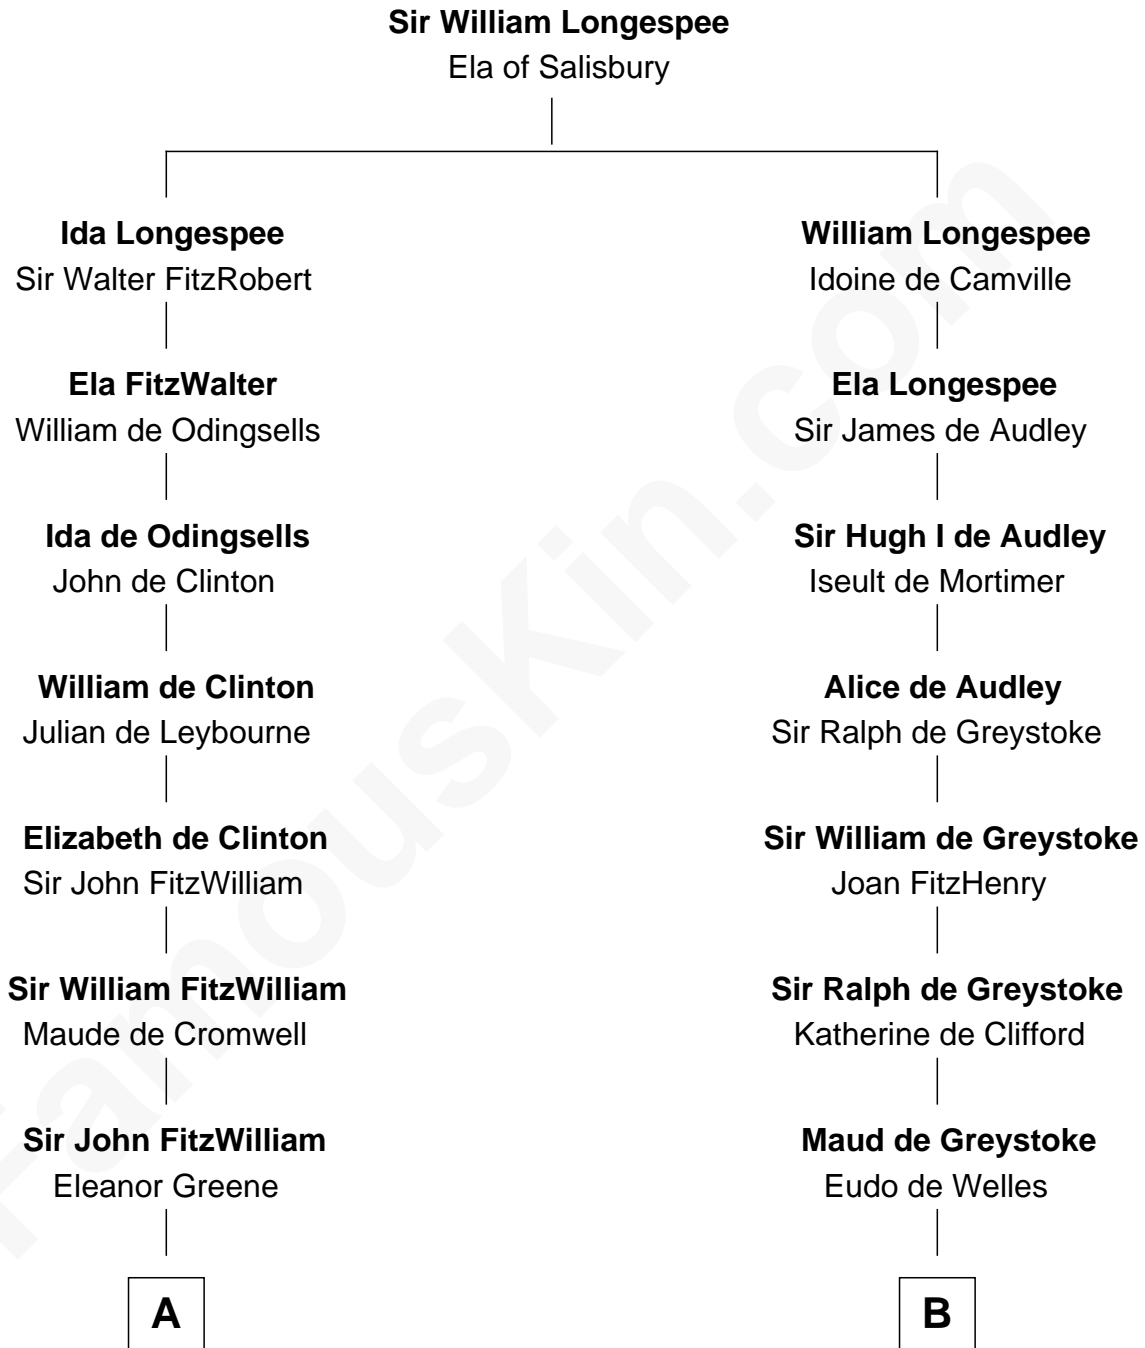 Sir William Longespee
Ela of Salisbury
Ida Longespee
Sir Walter FitzRobert
William Longespee
Idoine de Camville
Ela FitzWalter
William de Odingsells
Ela Longespee
Sir James de Audley
Ida de Odingsells
John de Clinton
Sir Hugh I de Audley
Iseult de Mortimer
William de Clinton
Julian de Leybourne
Alice de Audley
Sir Ralph de Greystoke
Elizabeth de Clinton
Sir John FitzWilliam
Sir William de Greystoke
Joan FitzHenry
Sir William FitzWilliam
Maude de Cromwell
Sir Ralph de Greystoke
Katherine de Clifford
Sir John FitzWilliam
Eleanor Greene
Maud de Greystoke
Eudo de Welles
A
B
FamousKin.com